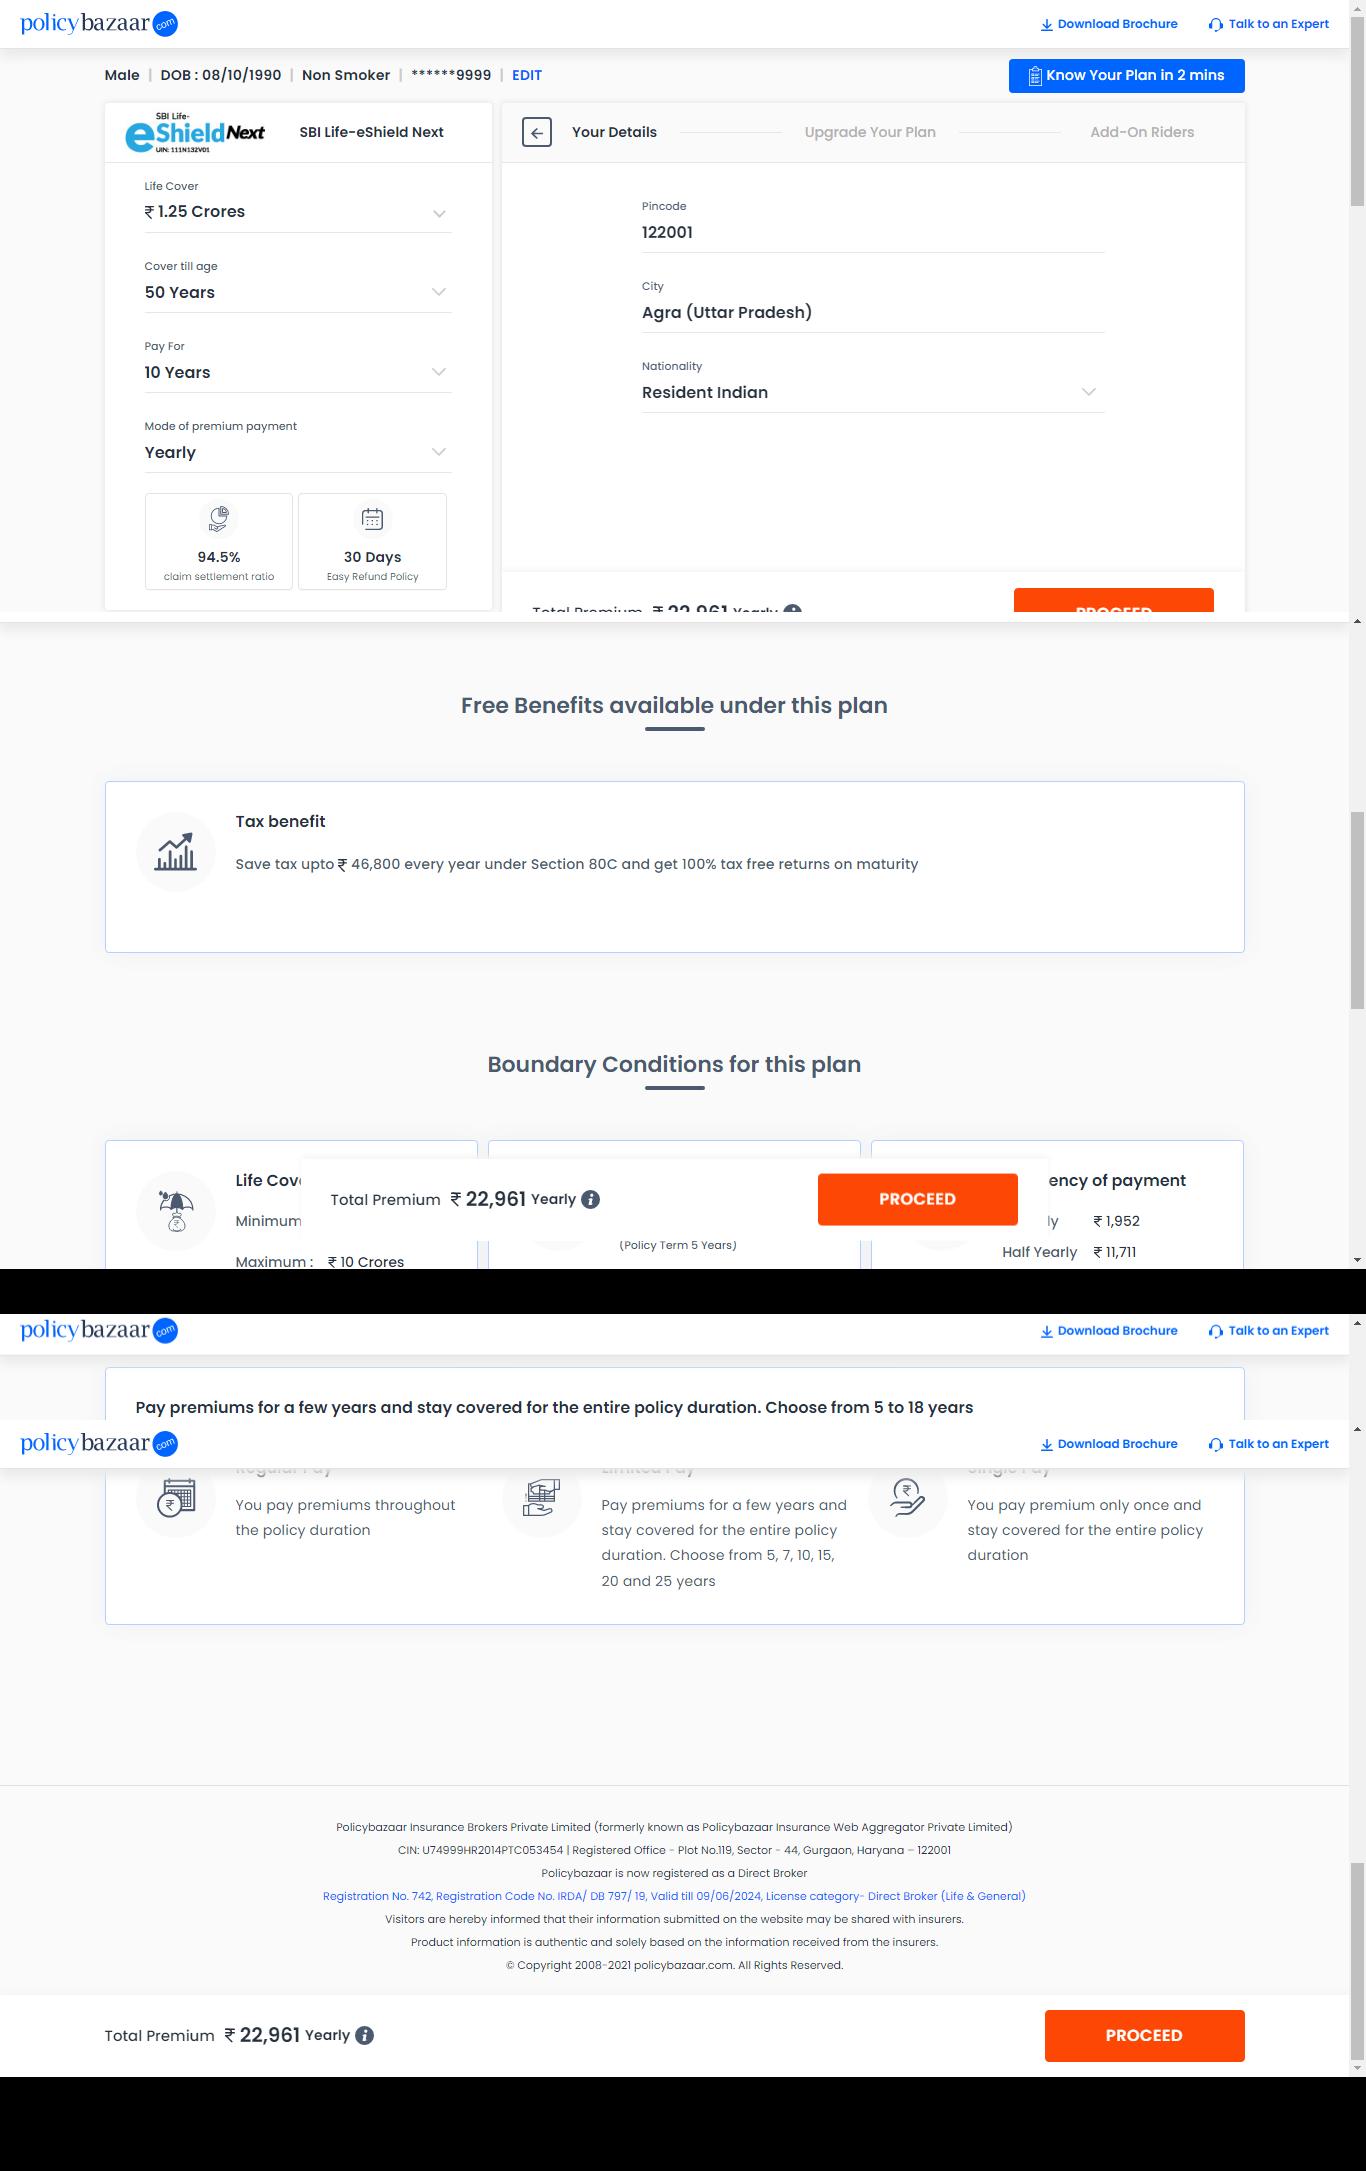 policybazaar.com
Download Brochure Talk to an Expert
Male | DOB : 08/10/1990 | Non Smoker | ******9999 | EDIT
Know Your Plan in 2 mins
SBI Life-
eShield Next
UIN: 111N132V01
SBI Life-eShield Next
Life Cover
₹ 1.25 Crores
Cover till age
50 Years
Pay For
10 Years
Mode of premium payment
Yearly
94.5%
claim settlement ratio
30 Days
Easy Refund Policy
Your Details Upgrade Your Plan Add-On Riders
Pincode
122001
City
Agra (Uttar Pradesh)
Nationality
Resident Indian
Total Premium ₹ 22,961 Yearly
PROCEED
Free Benefits available under this plan
Tax benefit
Save tax upto ₹ 46,800 every year under Section 80C and get 100% tax free returns on maturity
Boundary Conditions for this plan
Life Cov
Minimum
Maximum : ₹ 10 Crores
Total Premium ₹ 22,961 Yearly
PROCEED
(Policy Term 5 Years)
ency of payment
ly ₹ 1,952
Half Yearly ₹ 11,711
policybazaar.com
Download Brochure Talk to an Expert
Pay premiums for a few years and stay covered for the entire policy duration. Choose from 5 to 18 years
policybazaar.com
Download Brochure Talk to an Expert
Regular Pay
You pay premiums throughout
the policy duration
Limited Pay
Pay premiums for a few years and
stay covered for the entire policy
duration. Choose from 5, 7, 10, 15,
20 and 25 years
Single Pay
You pay premium only once and
stay covered for the entire policy
duration
Policybazaar Insurance Brokers Private Limited (formerly known as Policybazaar Insurance Web Aggregator Private Limited)
CIN: U74999HR2014PTC053454 | Registered Office - Plot No.119, Sector - 44, Gurgaon, Haryana – 122001
Policybazaar is now registered as a Direct Broker
Registration No. 742, Registration Code No. IRDA/ DB 797/ 19, Valid till 09/06/2024, License category- Direct Broker (Life & General)
Visitors are hereby informed that their information submitted on the website may be shared with insurers.
Product information is authentic and solely based on the information received from the insurers.
© Copyright 2008-2021 policybazaar.com. All Rights Reserved.
Total Premium ₹ 22,961 Yearly
PROCEED